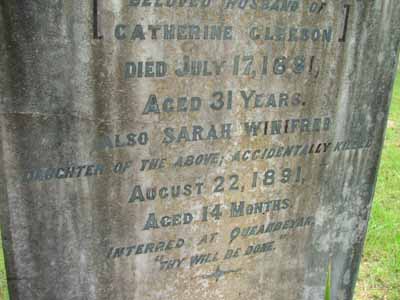 BELOVED HUSBAND OF
CATHERINE GLEESON
DIED JULY 17, 1891,
AGED 31 YEARS.
ALSO SARAH WINIFRED
DAUGHTER OF THE ABOVE; ACCIDENTALLY KILLED
AUGUST 22, 1891.
AGED 14 MONTHS.
INTERRED AT QUEANBEYAN.
"THY WILL BE DONE."